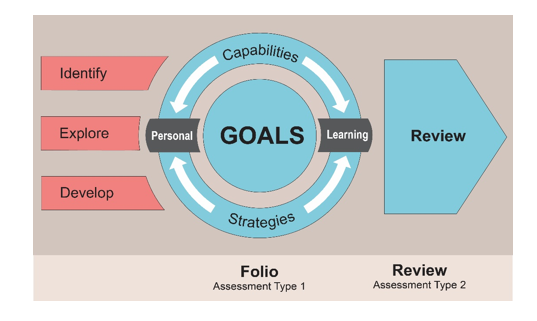 Identify
Explore
Develop
Capabilities
Personal
GOALS
Learning
Strategies
Review
Folio
Assessment Type 1
Review
Assessment Type 2